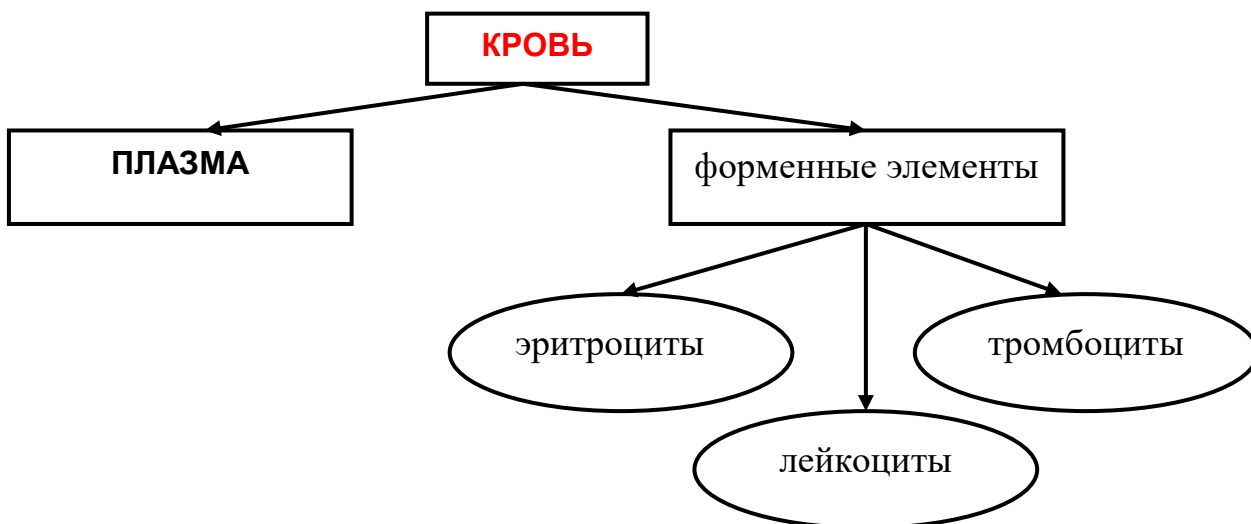 КРОВЬ
ПЛАЗМА
форменные элементы
эритроциты
тромбоциты
лейкоциты